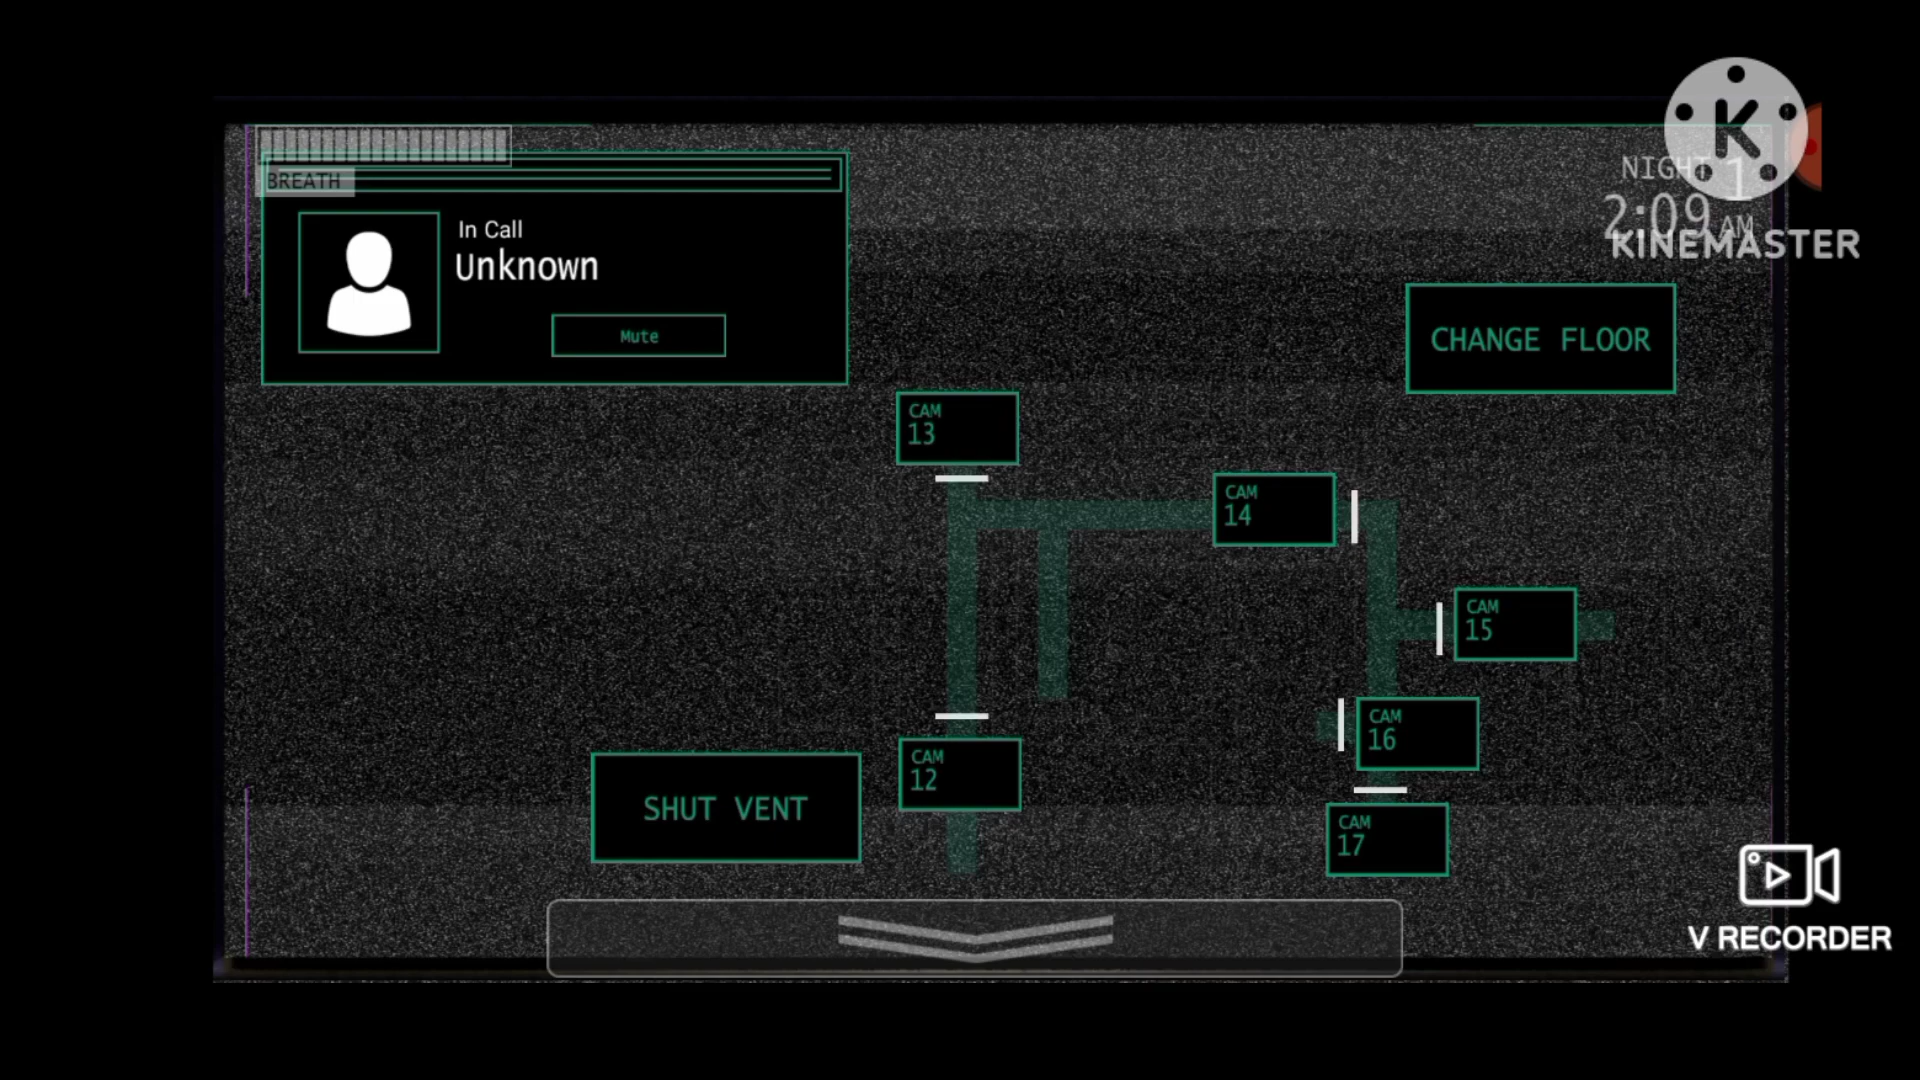 BREATH
In Call
Unknown
Mute
NIGHT 1
2:09 AM
K
KINEMASTER
CHANGE FLOOR
CAM
13
CAM
14
CAM
15
CAM
16
CAM
12
SHUT VENT
CAM
17
V RECORDER